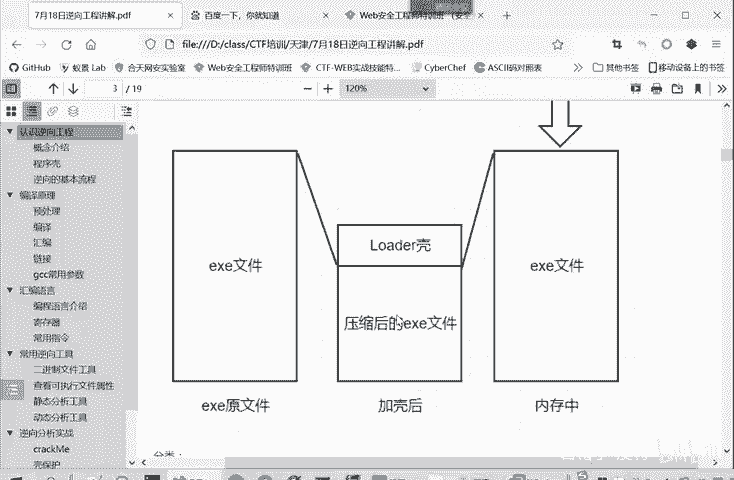 7月18日逆向工程讲解.pdf
百度一下，你就知道
Web安全工程师特训班 （安全
file:///D:/class/CTF培训/天津/7月18日逆向工程讲解.pdf
GitHub
蚁景 Lab
合天网安实验室
Web安全工程师特训班
CTF-WEB实战技能特...
CyberChef
ASCII码对照表
其他书签
移动设备上的书签
3 / 19
120%
认识逆向工程
概念介绍
程序壳
逆向的基本流程
编译原理
预处理
编译
汇编
链接
gcc常用参数
汇编语言
编程语言介绍
寄存器
常用指令
常用逆向工具
二进制文件工具
查看可执行文件属性
静态分析工具
动态分析工具
逆向分析实战
crackMe
壳保护
exe文件
Loader壳
压缩后的exe文件
exe文件
exe原文件
加壳后
内存中